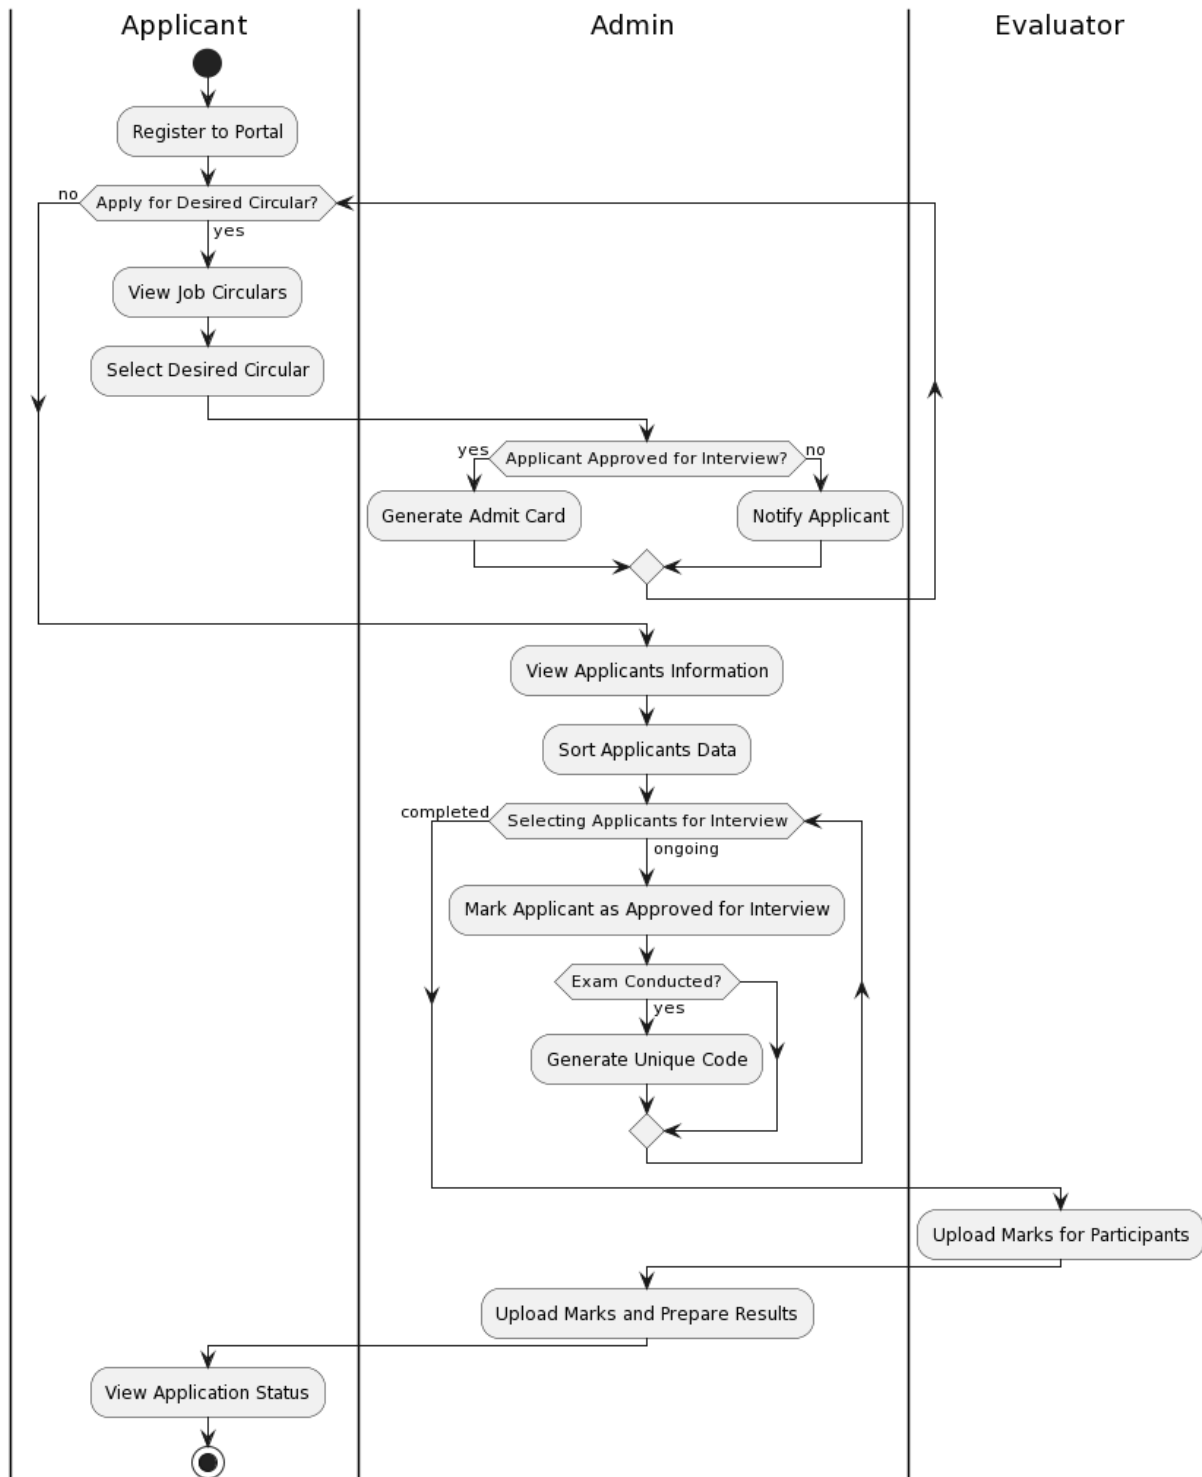 Applicant
Admin
Evaluator
Register to Portal
no
Apply for Desired Circular?
yes
View Job Circulars
Select Desired Circular
yes
Applicant Approved for Interview?
no
Generate Admit Card
Notify Applicant
View Applicants Information
Sort Applicants Data
completed
Selecting Applicants for Interview
ongoing
Mark Applicant as Approved for Interview
Exam Conducted?
yes
Generate Unique Code
Upload Marks for Participants
Upload Marks and Prepare Results
View Application Status